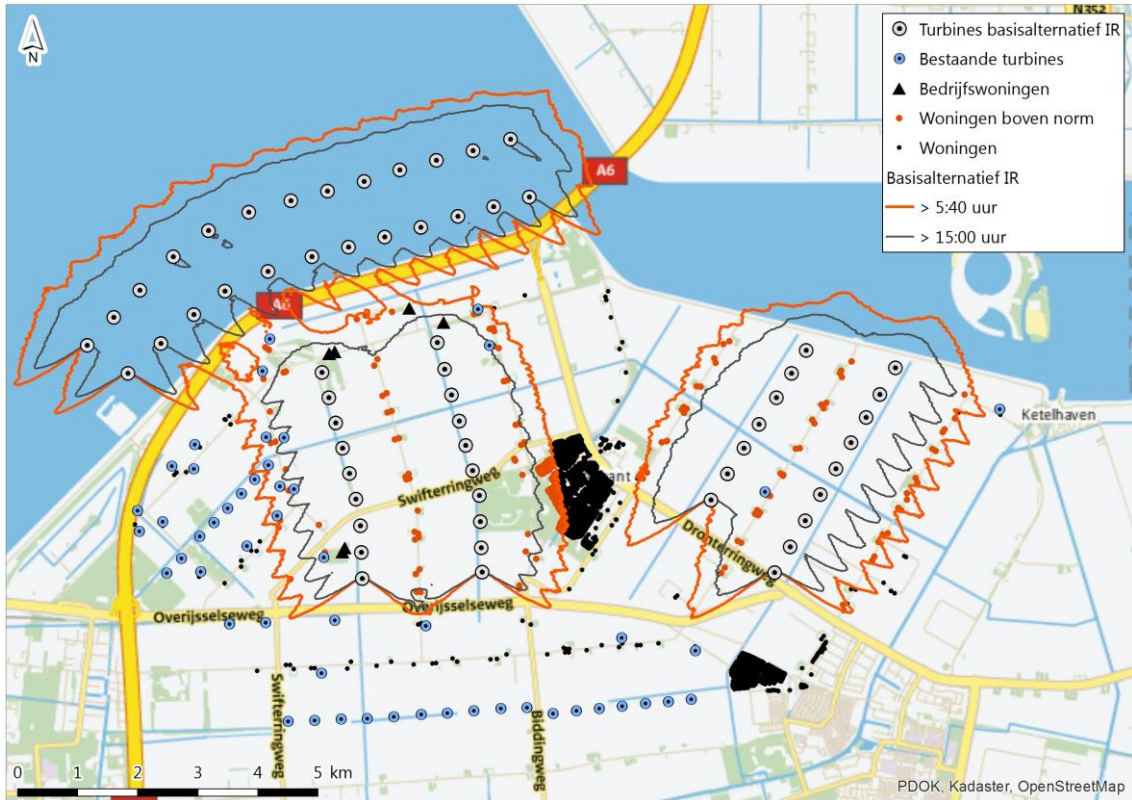 N
N352
Turbines basisalternatief IR
Bestaande turbines
Bedrijfswoningen
Woningen boven norm
Woningen
Basisalternatief IR
> 5:40 uur
> 15:00 uur
A6
A6
Ketelhaven
Swifterringweg
ant
Dronterringweg
Overijsselseweg
Overijsselseweg
Swifterringweg
Biddingweg
0 1 2 3 4 5 km
PDOK, Kadaster, OpenStreetMap